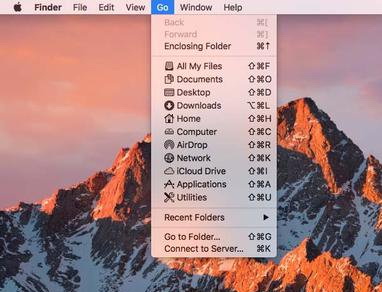 Finder File Edit View Go Window Help
Back ⌘[
Forward ⌘]
Enclosing Folder ⌘↑
All My Files ⇧⌘F
Documents ⇧⌘O
Desktop ⇧⌘D
Downloads ⌥⌘L
Home ⇧⌘H
Computer ⇧⌘C
AirDrop ⇧⌘R
Network ⇧⌘K
iCloud Drive ⇧⌘I
Applications ⇧⌘A
Utilities ⇧⌘U
Recent Folders ▶
Go to Folder... ⇧⌘G
Connect to Server... ⌘K